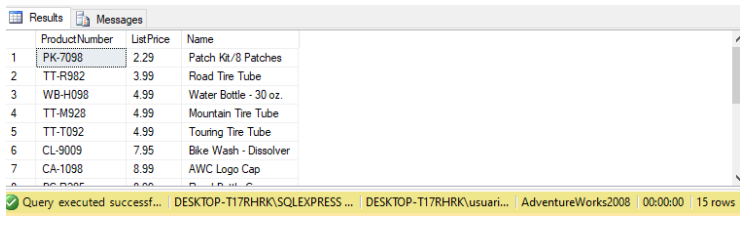 Results Messages
ProductNumber ListPrice Name
1 PK-7098 2.29 Patch Kit/8 Patches
2 TT-R982 3.99 Road Tire Tube
3 WB-H098 4.99 Water Bottle - 30 oz.
4 TT-M928 4.99 Mountain Tire Tube
5 TT-T092 4.99 Touring Tire Tube
6 CL-9009 7.95 Bike Wash - Dissolver
7 CA-1098 8.99 AWC Logo Cap
Query executed successf... DESKTOP-T17RHRK\SQLEXPRESS ... DESKTOP-T17RHRK\usuari... AdventureWorks2008 00:00:00 15 rows